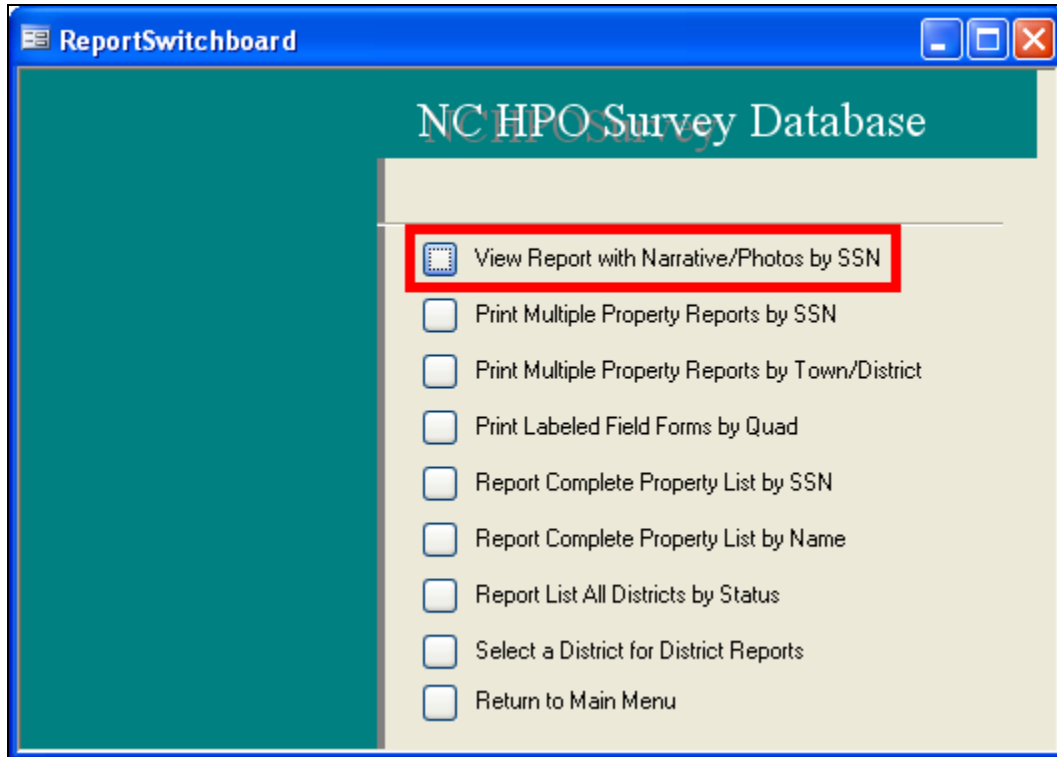 ReportSwitchboard
NC HPO Survey Database
NCHPOSurvey
View Report with Narrative/Photos by SSN
Print Multiple Property Reports by SSN
Print Multiple Property Reports by Town/District
Print Labeled Field Forms by Quad
Report Complete Property List by SSN
Report Complete Property List by Name
Report List All Districts by Status
Select a District for District Reports
Return to Main Menu